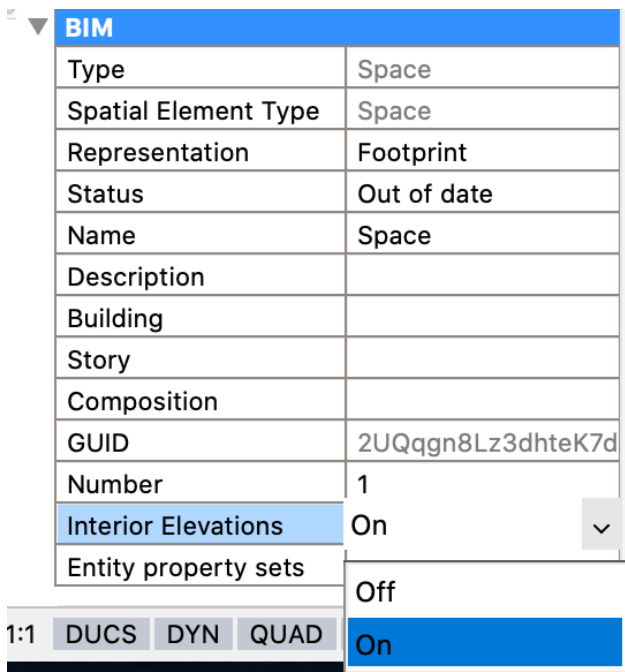 BIM
Type Space
Spatial Element Type Space
Representation Footprint
Status Out of date
Name Space
Description
Building
Story
Composition
GUID 2UQqgn8Lz3dhteK7d
Number 1
Interior Elevations On
Entity property sets
Off
1:1 DUCS DYN QUAD On